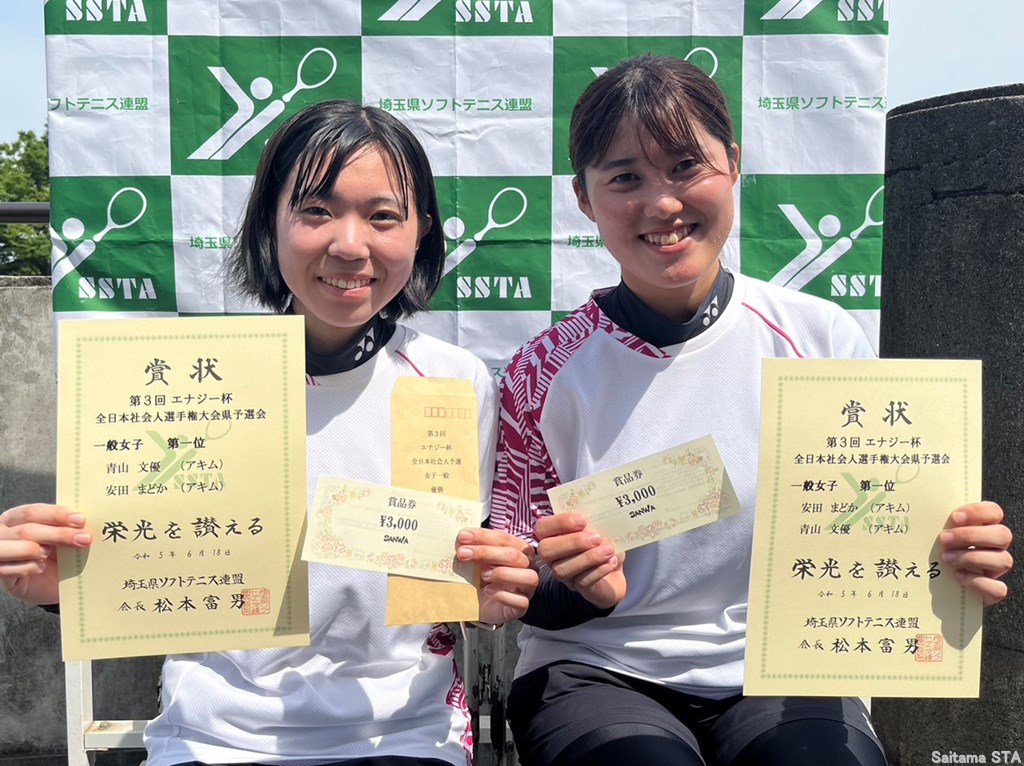 SSTA
SSTA
SSTA
フトテニス連盟
埼玉県ソフトテニス連盟
埼玉県ソフトテニス
埼玉県
埼玉県
SSTA
SSTA
SSTA
賞状
第3回 エナジー杯
全日本社会人選手権大会県予選会
一般女子 第一位
青山 文優 (アキム)
安田 まどか (アキム)
栄光を讃える
令和 5年 6月 18日
埼玉県ソフトテニス連盟
会長 松本富男
第3回
エナジー杯
全日本社会人予選
女子一般
優勝
賞品券
¥3,000
SANWA
賞品券
¥3,000
SANWA
賞状
第3回 エナジー杯
全日本社会人選手権大会県予選会
一般女子 第一位
安田 まどか (アキム)
青山 文優 (アキム)
栄光を讃える
令和 5年 6月 18日
埼玉県ソフトテニス連盟
会長 松本富男
Saitama STA